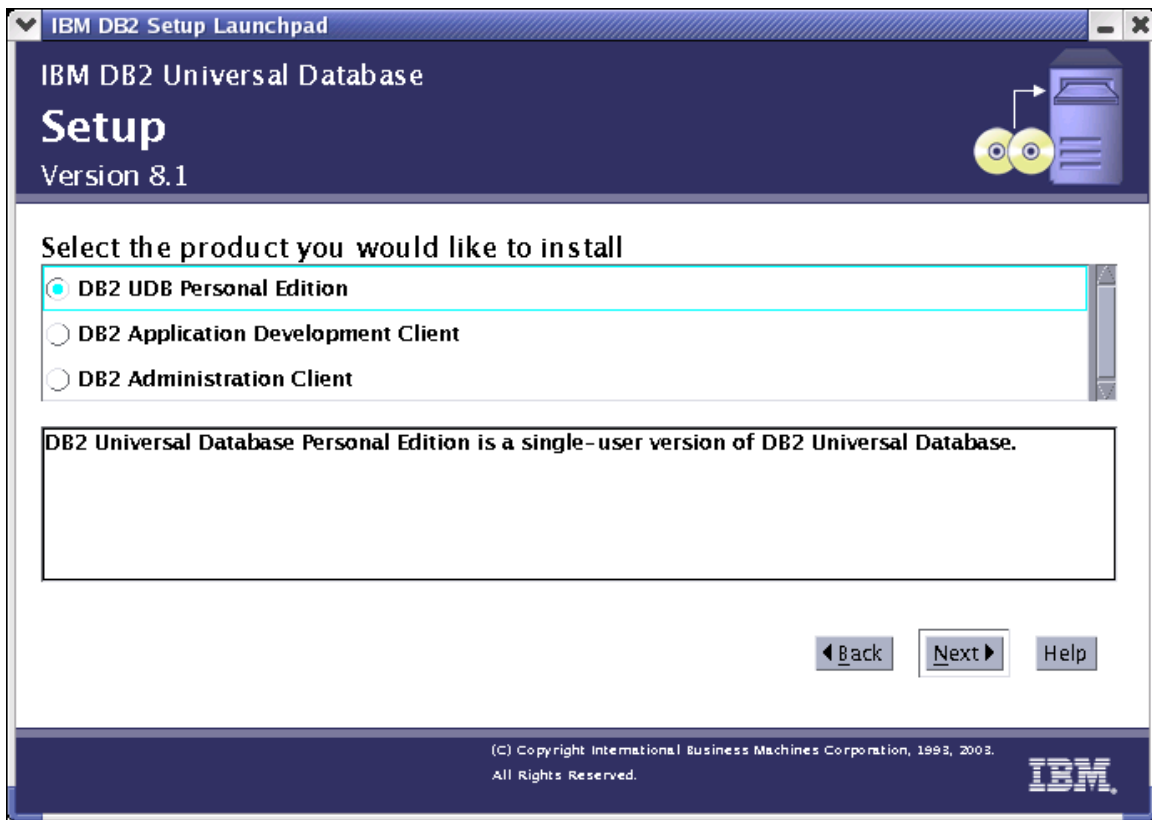 IBM DB2 Setup Launchpad
IBM DB2 Universal Database
Setup
Version 8.1
Select the product you would like to install
DB2 UDB Personal Edition
DB2 Application Development Client
DB2 Administration Client
DB2 Universal Database Personal Edition is a single-user version of DB2 Universal Database.
Back
Next
Help
(C) Copyright International Business Machines Corporation, 1993, 2003.
All Rights Reserved.
IBM.